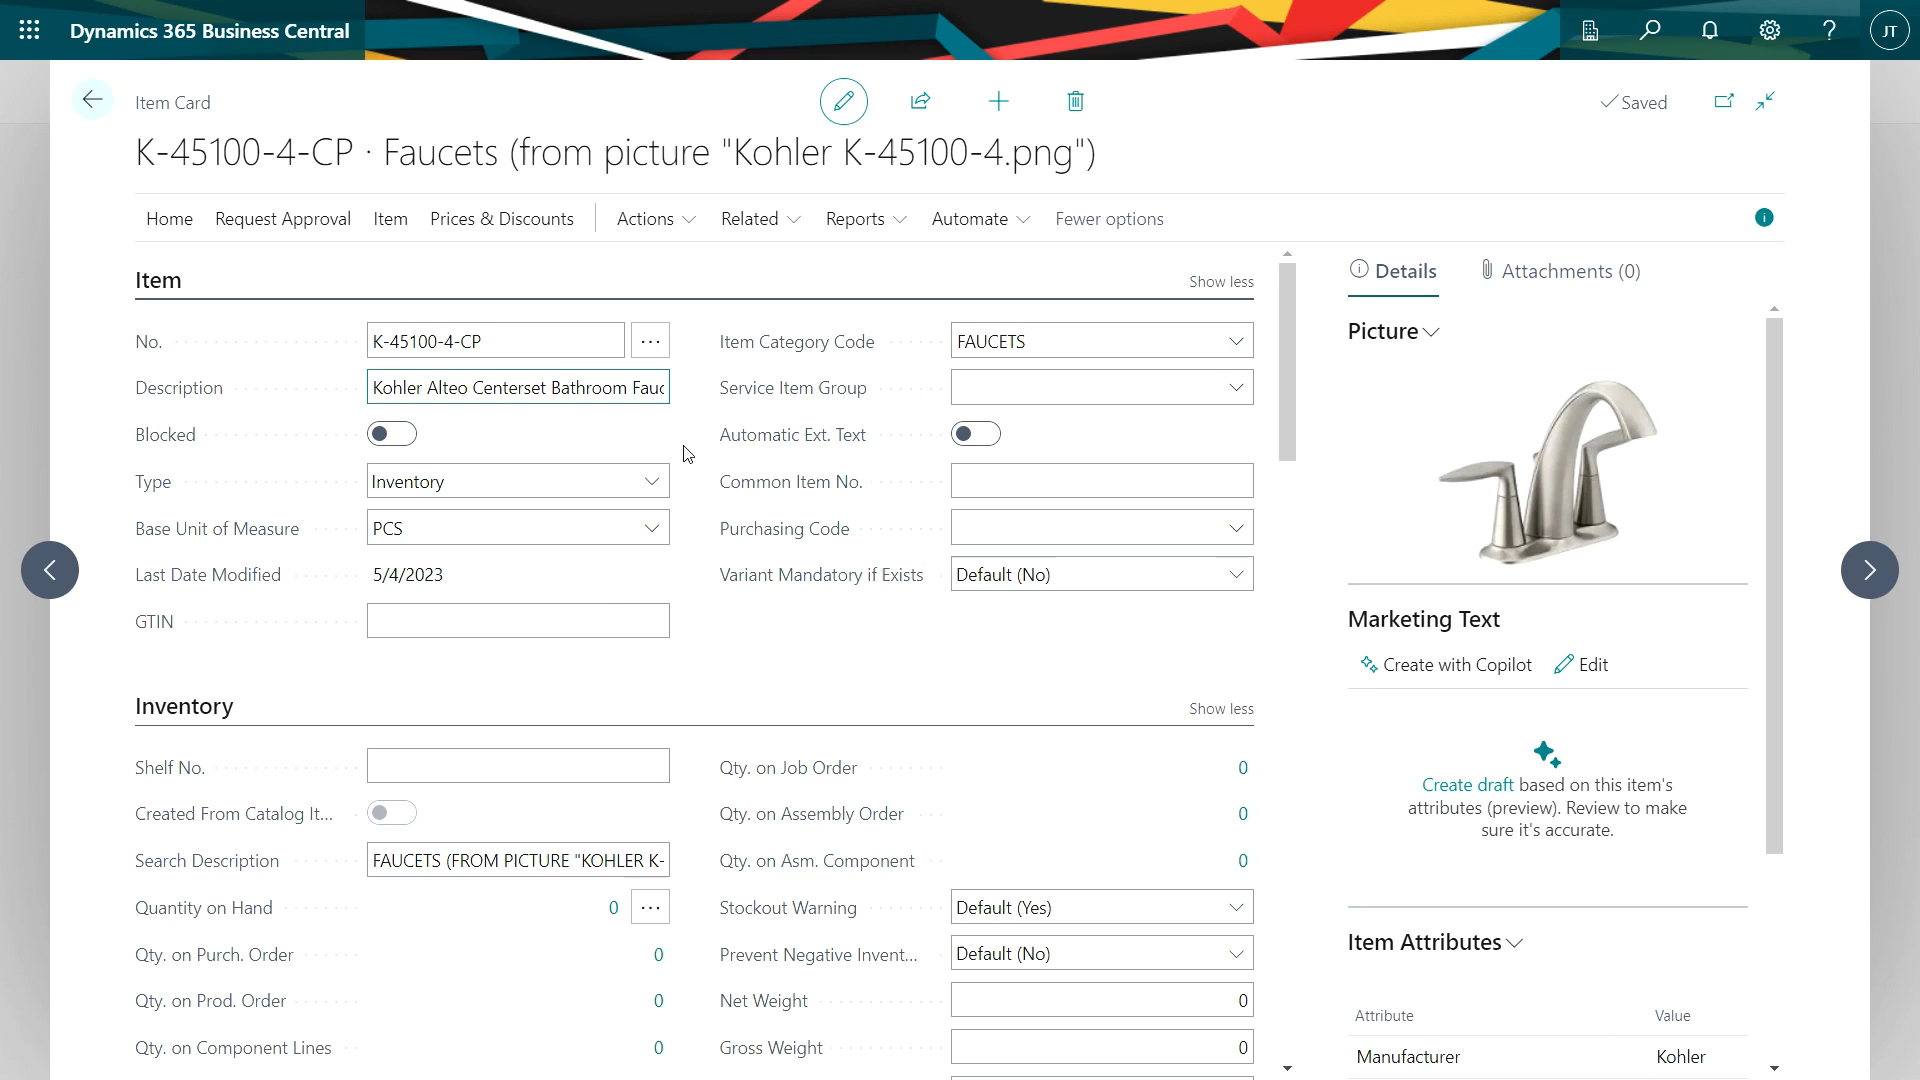 Dynamics 365 Business Central
JT
Item Card
Saved
K-45100-4-CP · Faucets (from picture "Kohler K-45100-4.png")
Home Request Approval Item Prices & Discounts Actions Related Reports Automate Fewer options
Item
Show less
No. K-45100-4-CP
Description Kohler Alteo Centerset Bathroom Fauc
Blocked
Type Inventory
Base Unit of Measure PCS
Last Date Modified 5/4/2023
GTIN
Item Category Code FAUCETS
Service Item Group
Automatic Ext. Text
Common Item No.
Purchasing Code
Variant Mandatory if Exists Default (No)
Inventory
Show less
Shelf No.
Created From Catalog It...
Search Description FAUCETS (FROM PICTURE "KOHLER K-
Quantity on Hand 0
Qty. on Purch. Order 0
Qty. on Prod. Order 0
Qty. on Component Lines 0
Qty. on Job Order 0
Qty. on Assembly Order 0
Qty. on Asm. Component 0
Stockout Warning Default (Yes)
Prevent Negative Invent... Default (No)
Net Weight 0
Gross Weight 0
Details Attachments (0)
Picture
Marketing Text
Create with Copilot Edit
Create draft based on this item's
attributes (preview). Review to make
sure it's accurate.
Item Attributes
Attribute Value
Manufacturer Kohler